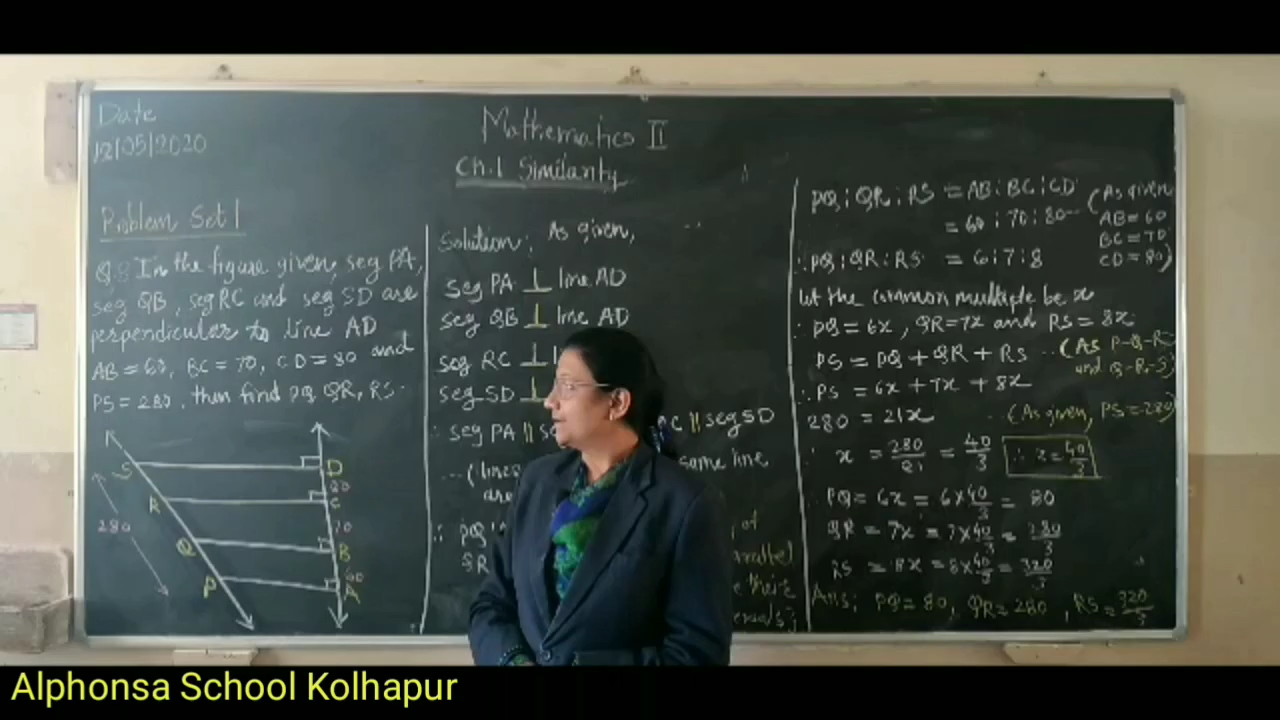 Date
12/05/2020
Mathematics II
Ch.1 Similarity
Problem Set 1
Q.8 In the figure given, seg PA,
seg QB, seg RC and seg SD are
perpendicular to line AD
AB = 60, BC = 70, CD = 80 and
PS = 280, then find PQ, QR, RS.
S
R
Q
P
280
D
80
C
70
B
60
A
Solution: As given,
seg PA ⊥ line AD
seg QB ⊥ line AD
seg RC ⊥
seg SD ⊥
∴ seg PA ∥ RC ∥ seg SD
...(lines same line
are
∴ PQ of
QR parallel
PQ : QR : RS = AB : BC : CD (As given
= 60 : 70 : 80 AB = 60
BC = 70
∴ PQ : QR : RS = 6 : 7 : 8 CD = 80)
let the common multiple be x
∴ PQ = 6x, QR = 7x and RS = 8x
PS = PQ + QR + RS ...(As P-Q-R
∴ PS = 6x + 7x + 8x and Q-R-S)
280 = 21x (As given, PS = 280)
∴ x = 280/21 = 40/3 ∴ x = 40/3
PQ = 6x = 6 × 40/3 = 80
QR = 7x = 7 × 40/3 = 280/3
RS = 8x = 8 × 40/3 = 320/3
Ans: PQ = 80, QR = 280, RS = 320/3
Alphonsa School Kolhapur